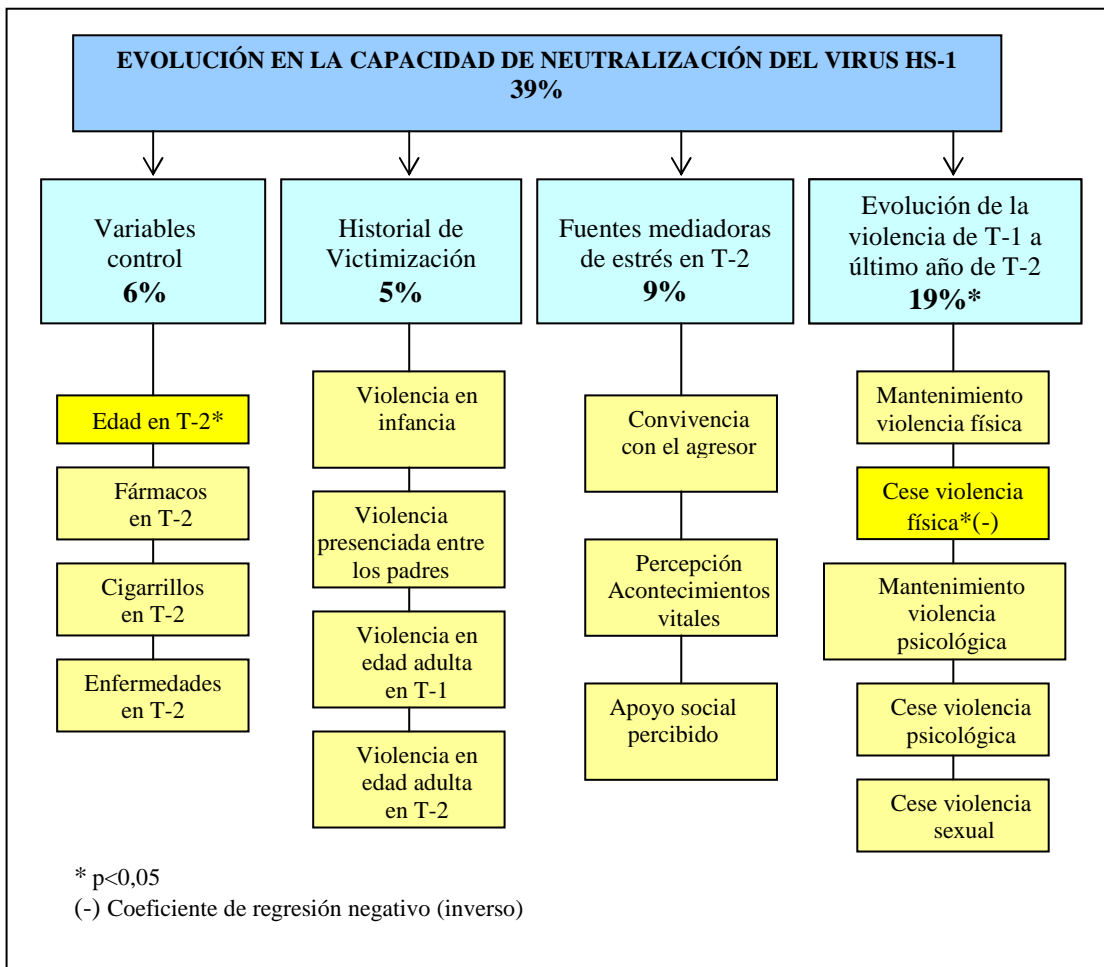 EVOLUCIÓN EN LA CAPACIDAD DE NEUTRALIZACIÓN DEL VIRUS HS-1
39%
Variables
control
6%
Edad en T-2*
Fármacos
en T-2
Cigarrillos
en T-2
Enfermedades
en T-2
Historial de
Victimización
5%
Violencia en
infancia
Violencia
presenciada entre
los padres
Violencia en
edad adulta
en T-1
Violencia en
edad adulta
en T-2
Fuentes mediadoras
de estrés en T-2
9%
Convivencia
con el agresor
Percepción
Acontecimientos
vitales
Apoyo social
percibido
Evolución de la
violencia de T-1 a
último año de T-2
19%*
Mantenimiento
violencia física
Cese violencia
física*(-)
Mantenimiento
violencia
psicológica
Cese violencia
psicológica
Cese violencia
sexual
* p<0,05
(-) Coeficiente de regresión negativo (inverso)